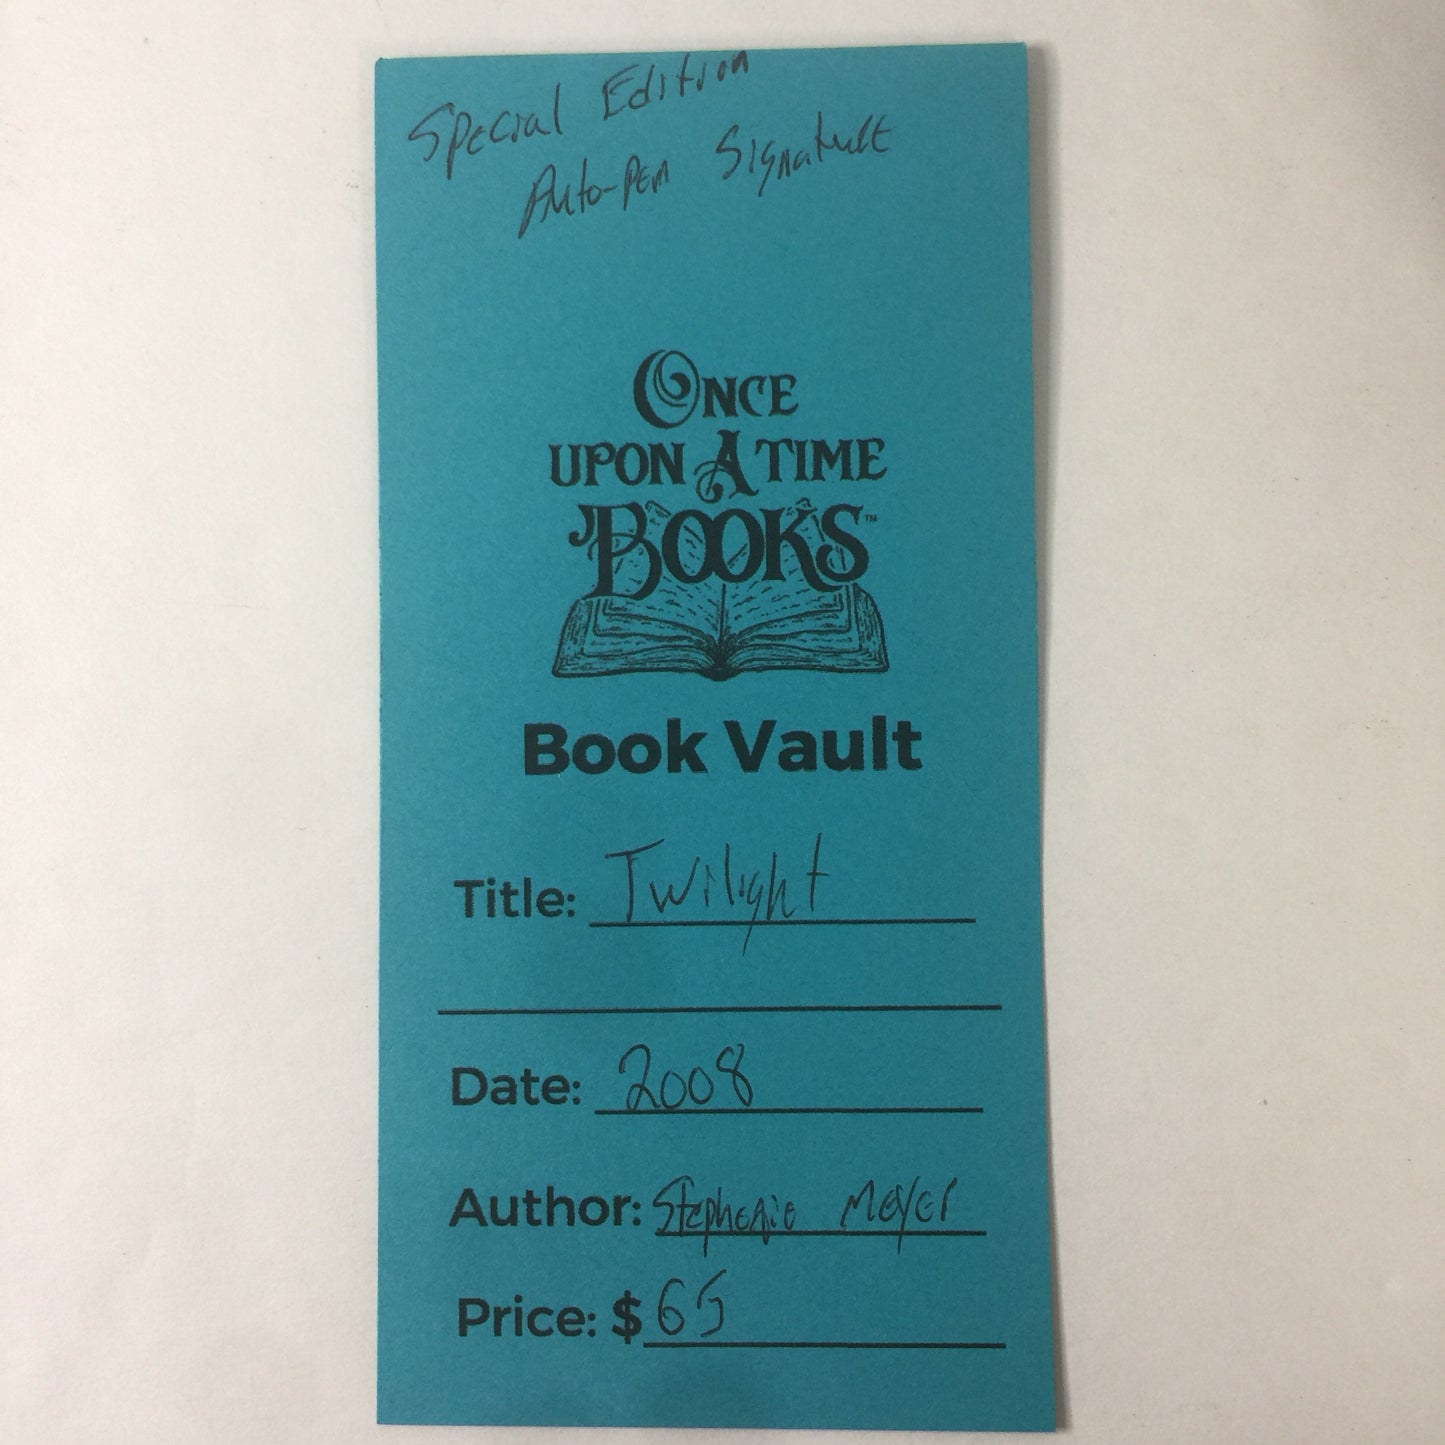 Special Edition
Auto-pen Signature
ONCE
UPON A TIME
BOOKS™
Book Vault
Title: Twilight
Date: 2008
Author: Stephenie Meyer
Price: $65